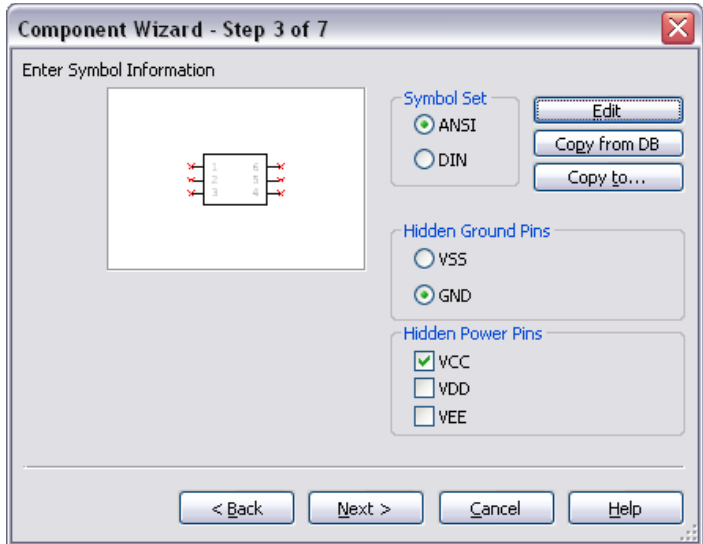 Component Wizard - Step 3 of 7
Enter Symbol Information
1 6
2 5
3 4
Symbol Set
ANSI
DIN
Edit
Copy from DB
Copy to...
Hidden Ground Pins
VSS
GND
Hidden Power Pins
VCC
VDD
VEE
< Back
Next >
Cancel
Help